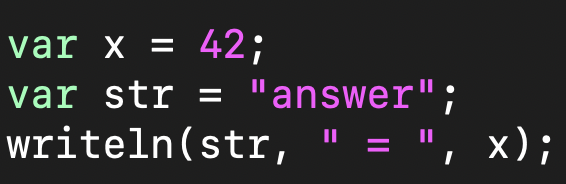 var x = 42;
var str = "answer";
writeln(str, " = ", x);